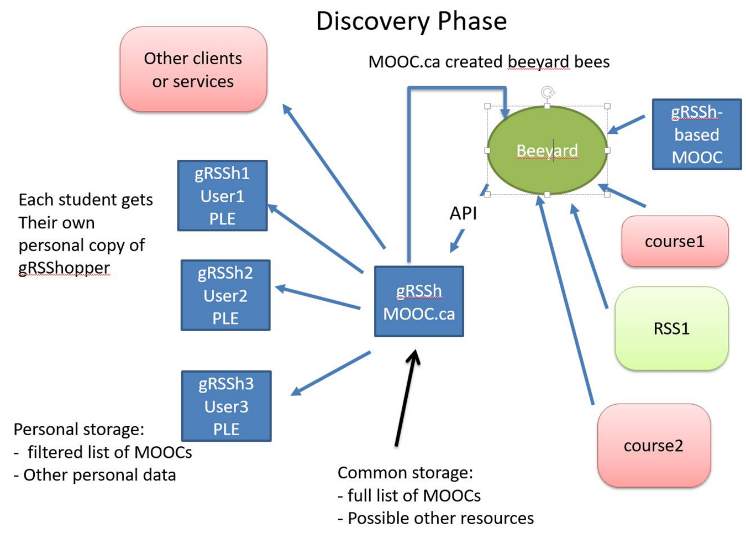 Discovery Phase
MOOC.ca created beeyard bees
Other clients
or services
Beeyard
gRSSh-
based
MOOC
gRSSh1
User1
PLE
Each student gets
Their own
personal copy of
gRSShopper
API
course1
gRSSh2
User2
PLE
gRSSh
MOOC.ca
RSS1
gRSSh3
User3
PLE
Personal storage:
- filtered list of MOOCs
- Other personal data
course2
Common storage:
- full list of MOOCs
- Possible other resources